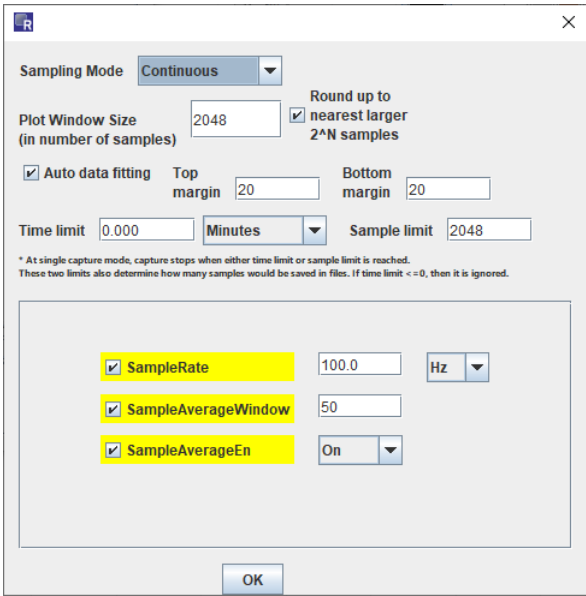 R
Sampling Mode Continuous
Round up to
Plot Window Size 2048 nearest larger
(in number of samples) 2^N samples
Auto data fitting Top margin 20 Bottom margin 20
Time limit 0.000 Minutes Sample limit 2048
* At single capture mode, capture stops when either time limit or sample limit is reached.
These two limits also determine how many samples would be saved in files. If time limit <=0, then it is ignored.
SampleRate 100.0 Hz
SampleAverageWindow 50
SampleAverageEn On
OK